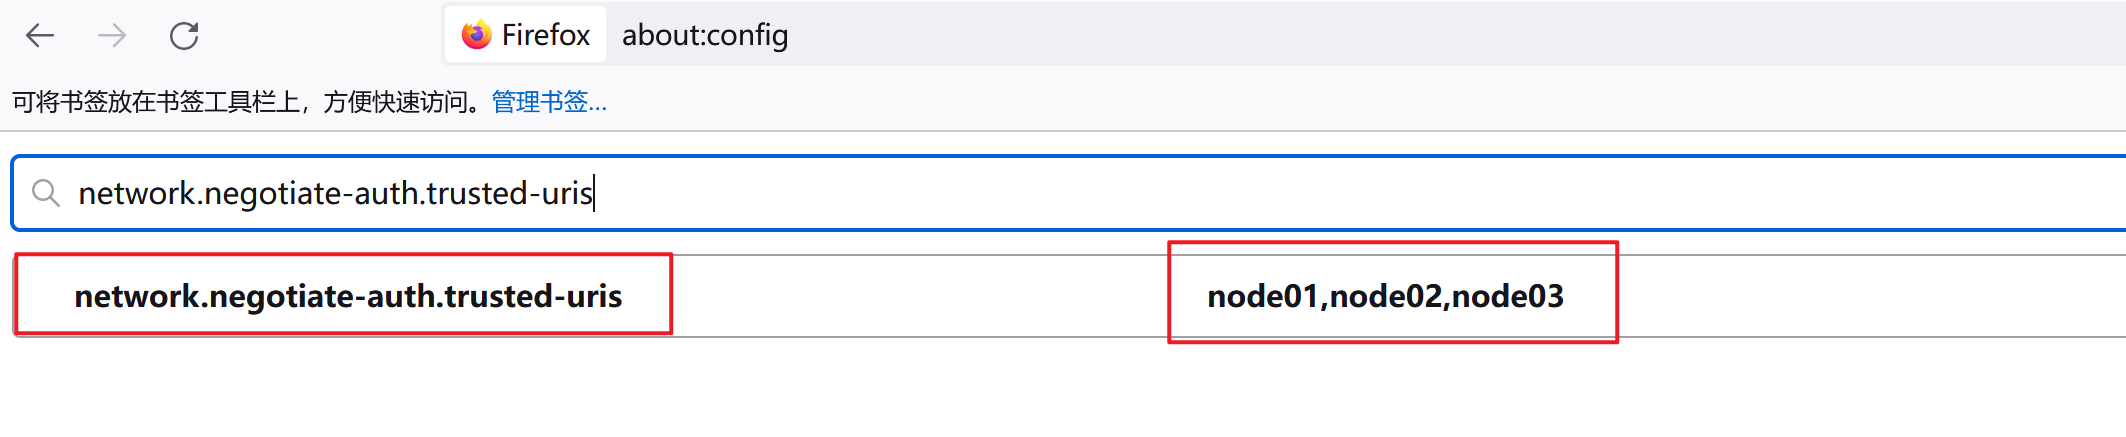 Firefox about:config
可将书签放在书签工具栏上，方便快速访问。管理书签...
network.negotiate-auth.trusted-uris
network.negotiate-auth.trusted-uris node01,node02,node03